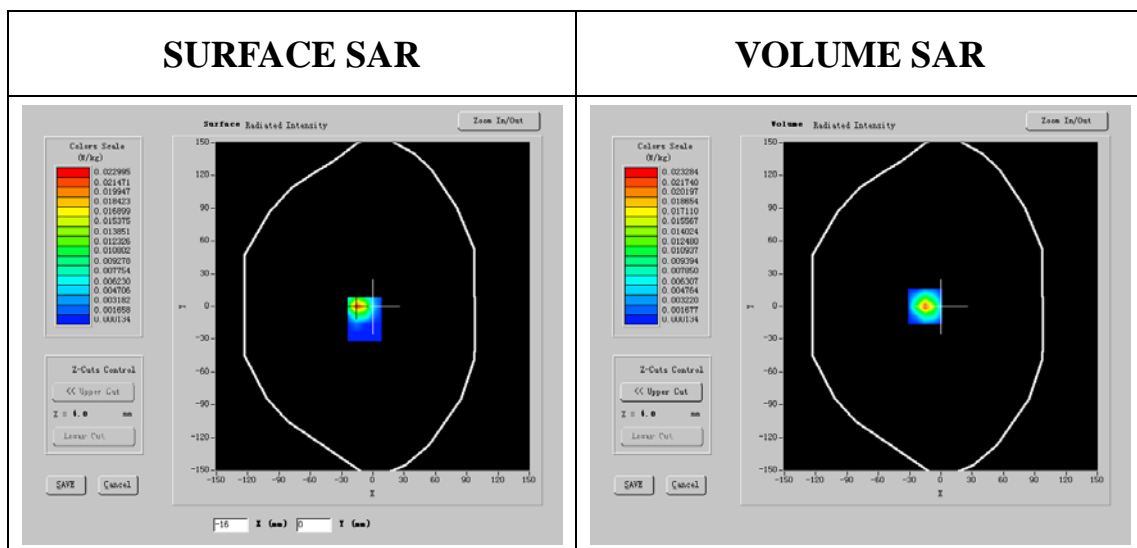 SURFACE SAR
VOLUME SAR
Surface Radiated Intensity
Zoom In/Out
Colors Scale
(W/kg)
0.022995
0.021471
0.019947
0.018423
0.016899
0.015375
0.013851
0.012326
0.010802
0.009278
0.007754
0.006230
0.004706
0.003182
0.001658
0.000134
150
90
60
30
0
-30
-60
-90
-120
-150
Y
-150 -120 -90 -60 -30 0 30 60 90 120 150
X
Z-Cuts Control
<< Upper Cut
Z = 4.0 mm
Lower Cut
SAVE Cancel
-16 X (mm) 0 Y (mm)
Volume Radiated Intensity
Zoom In/Out
Colors Scale
(W/kg)
0.023284
0.021740
0.020197
0.018654
0.017110
0.015567
0.014024
0.012480
0.010937
0.009394
0.007850
0.006307
0.004764
0.003220
0.001677
0.000134
150
90
60
30
0
-30
-60
-90
-120
-150
Y
-150 -120 -90 -60 -30 0 30 60 90 120 150
X
Z-Cuts Control
<< Upper Cut
Z = 4.0 mm
Lower Cut
SAVE Cancel